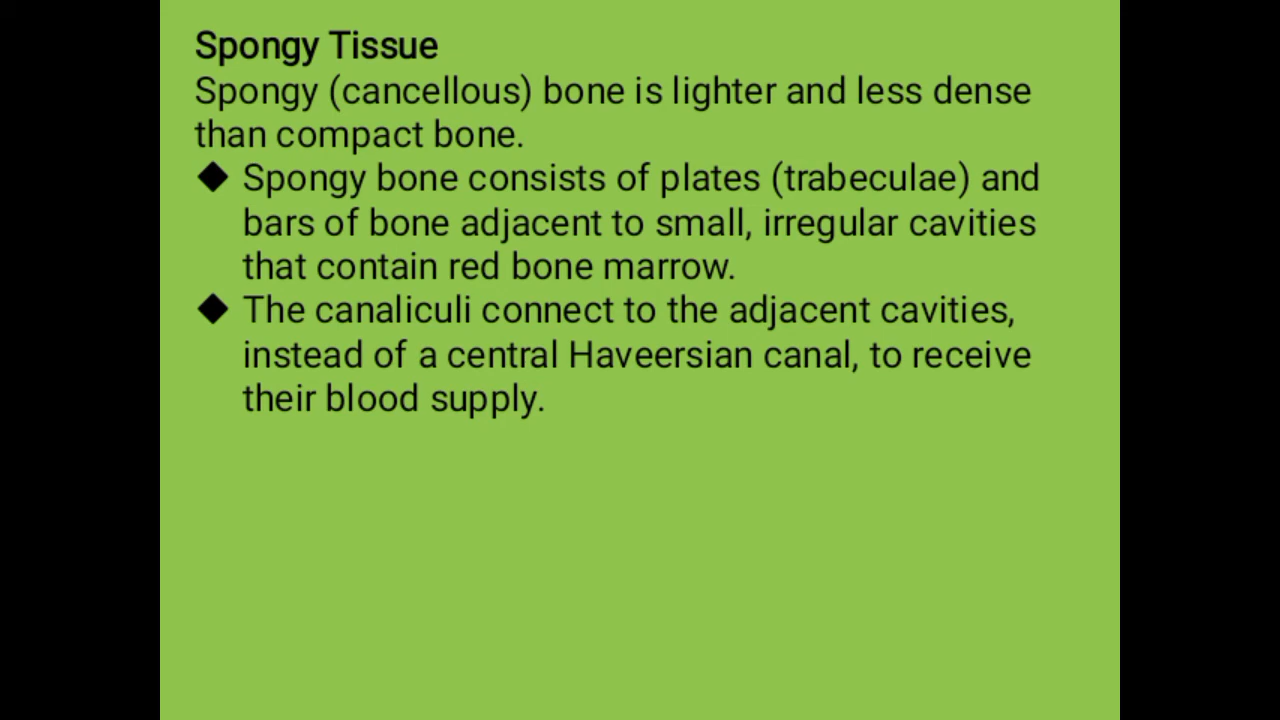 Spongy Tissue
Spongy (cancellous) bone is lighter and less dense
than compact bone.
◆ Spongy bone consists of plates (trabeculae) and
bars of bone adjacent to small, irregular cavities
that contain red bone marrow.
◆ The canaliculi connect to the adjacent cavities,
instead of a central Haveersian canal, to receive
their blood supply.